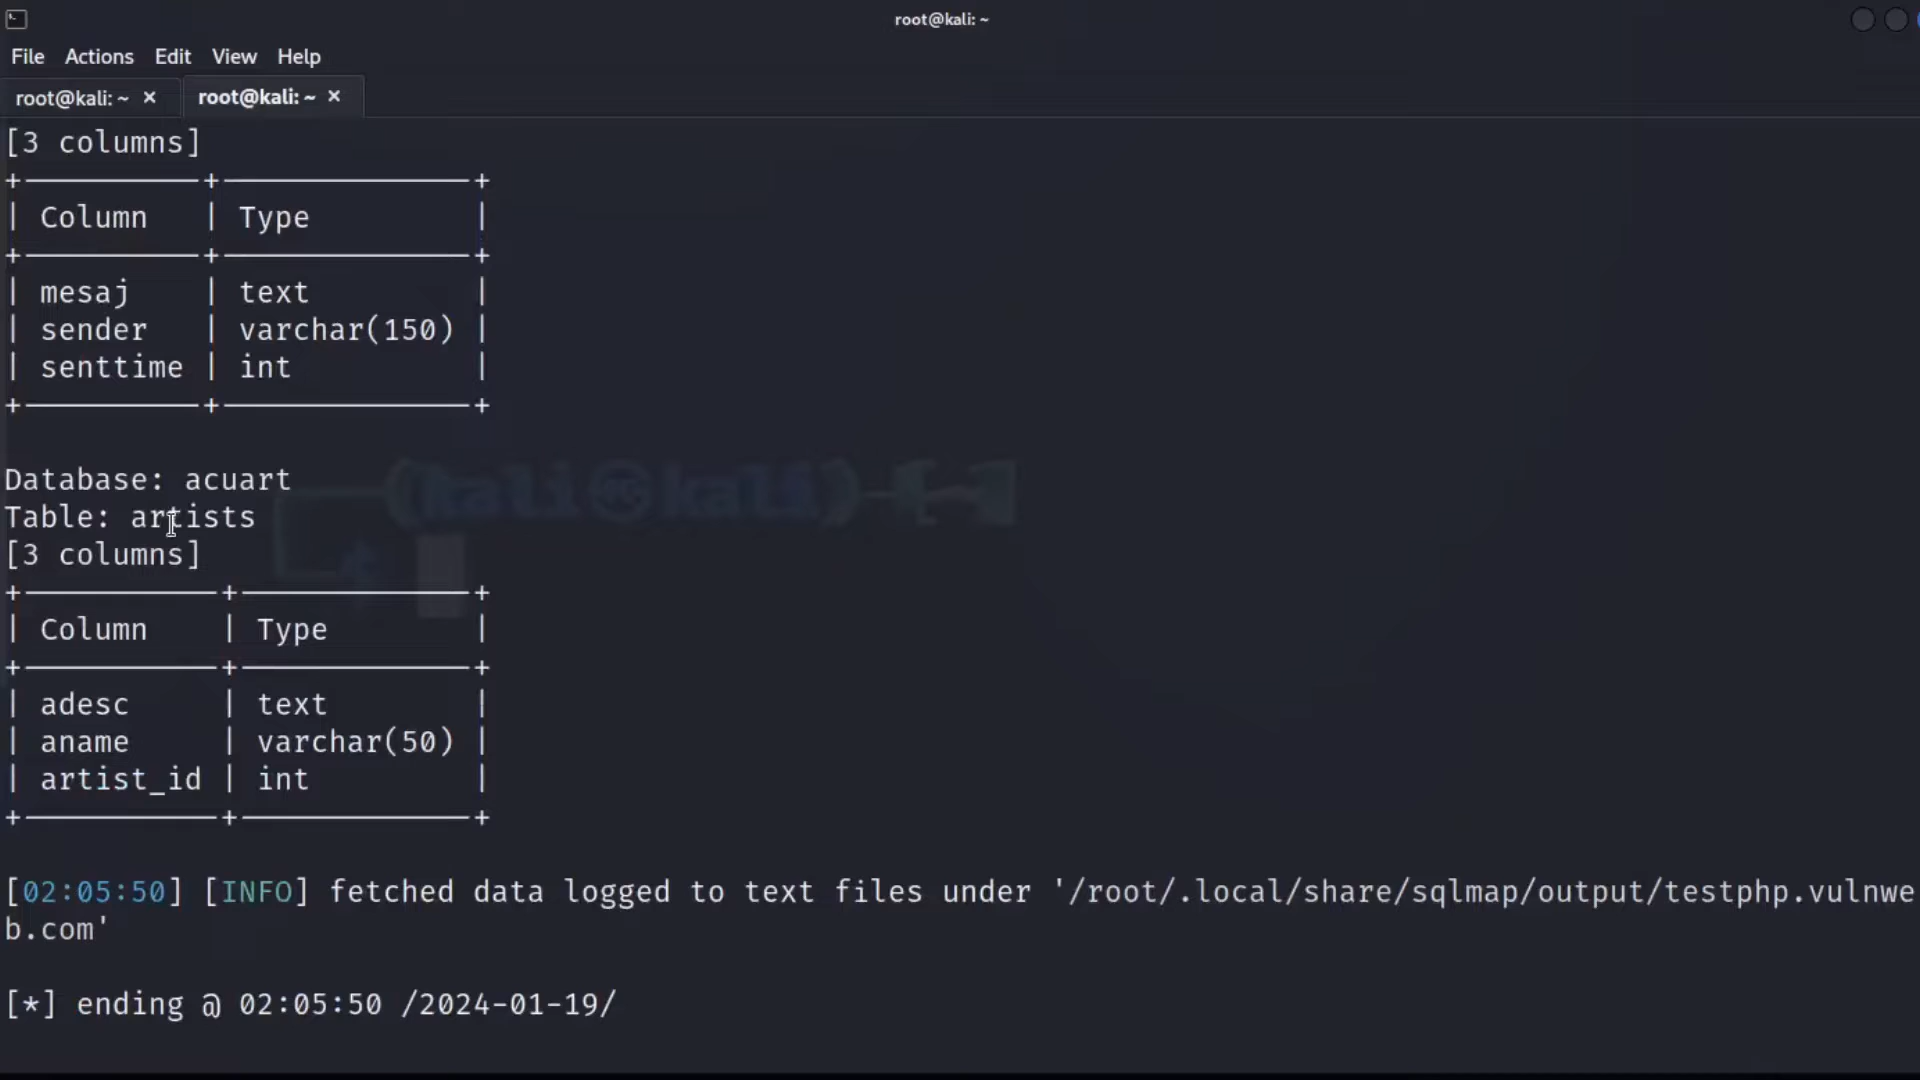 root@kali: ~
File Actions Edit View Help
root@kali: ~ × root@kali: ~ ×
[3 columns]
+----------+--------------+
| Column   | Type         |
+----------+--------------+
| mesaj    | text         |
| sender   | varchar(150) |
| senttime | int          |
+----------+--------------+
Database: acuart
Table: artists
[3 columns]
+-----------+-------------+
| Column    | Type        |
+-----------+-------------+
| adesc     | text        |
| aname     | varchar(50) |
| artist_id | int         |
+-----------+-------------+
[02:05:50] [INFO] fetched data logged to text files under '/root/.local/share/sqlmap/output/testphp.vulnwe
b.com'
[*] ending @ 02:05:50 /2024-01-19/
(kali㉿kali)-[~]
$